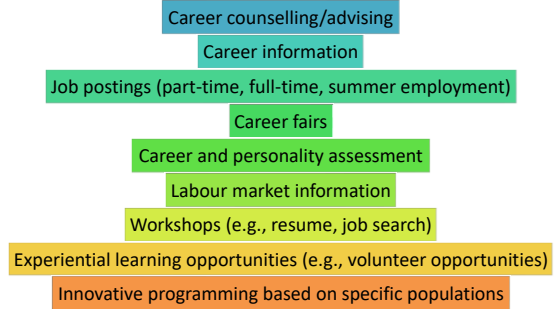 Career counselling/advising
Career information
Job postings (part-time, full-time, summer employment)
Career fairs
Career and personality assessment
Labour market information
Workshops (e.g., resume, job search)
Experiential learning opportunities (e.g., volunteer opportunities)
Innovative programming based on specific populations